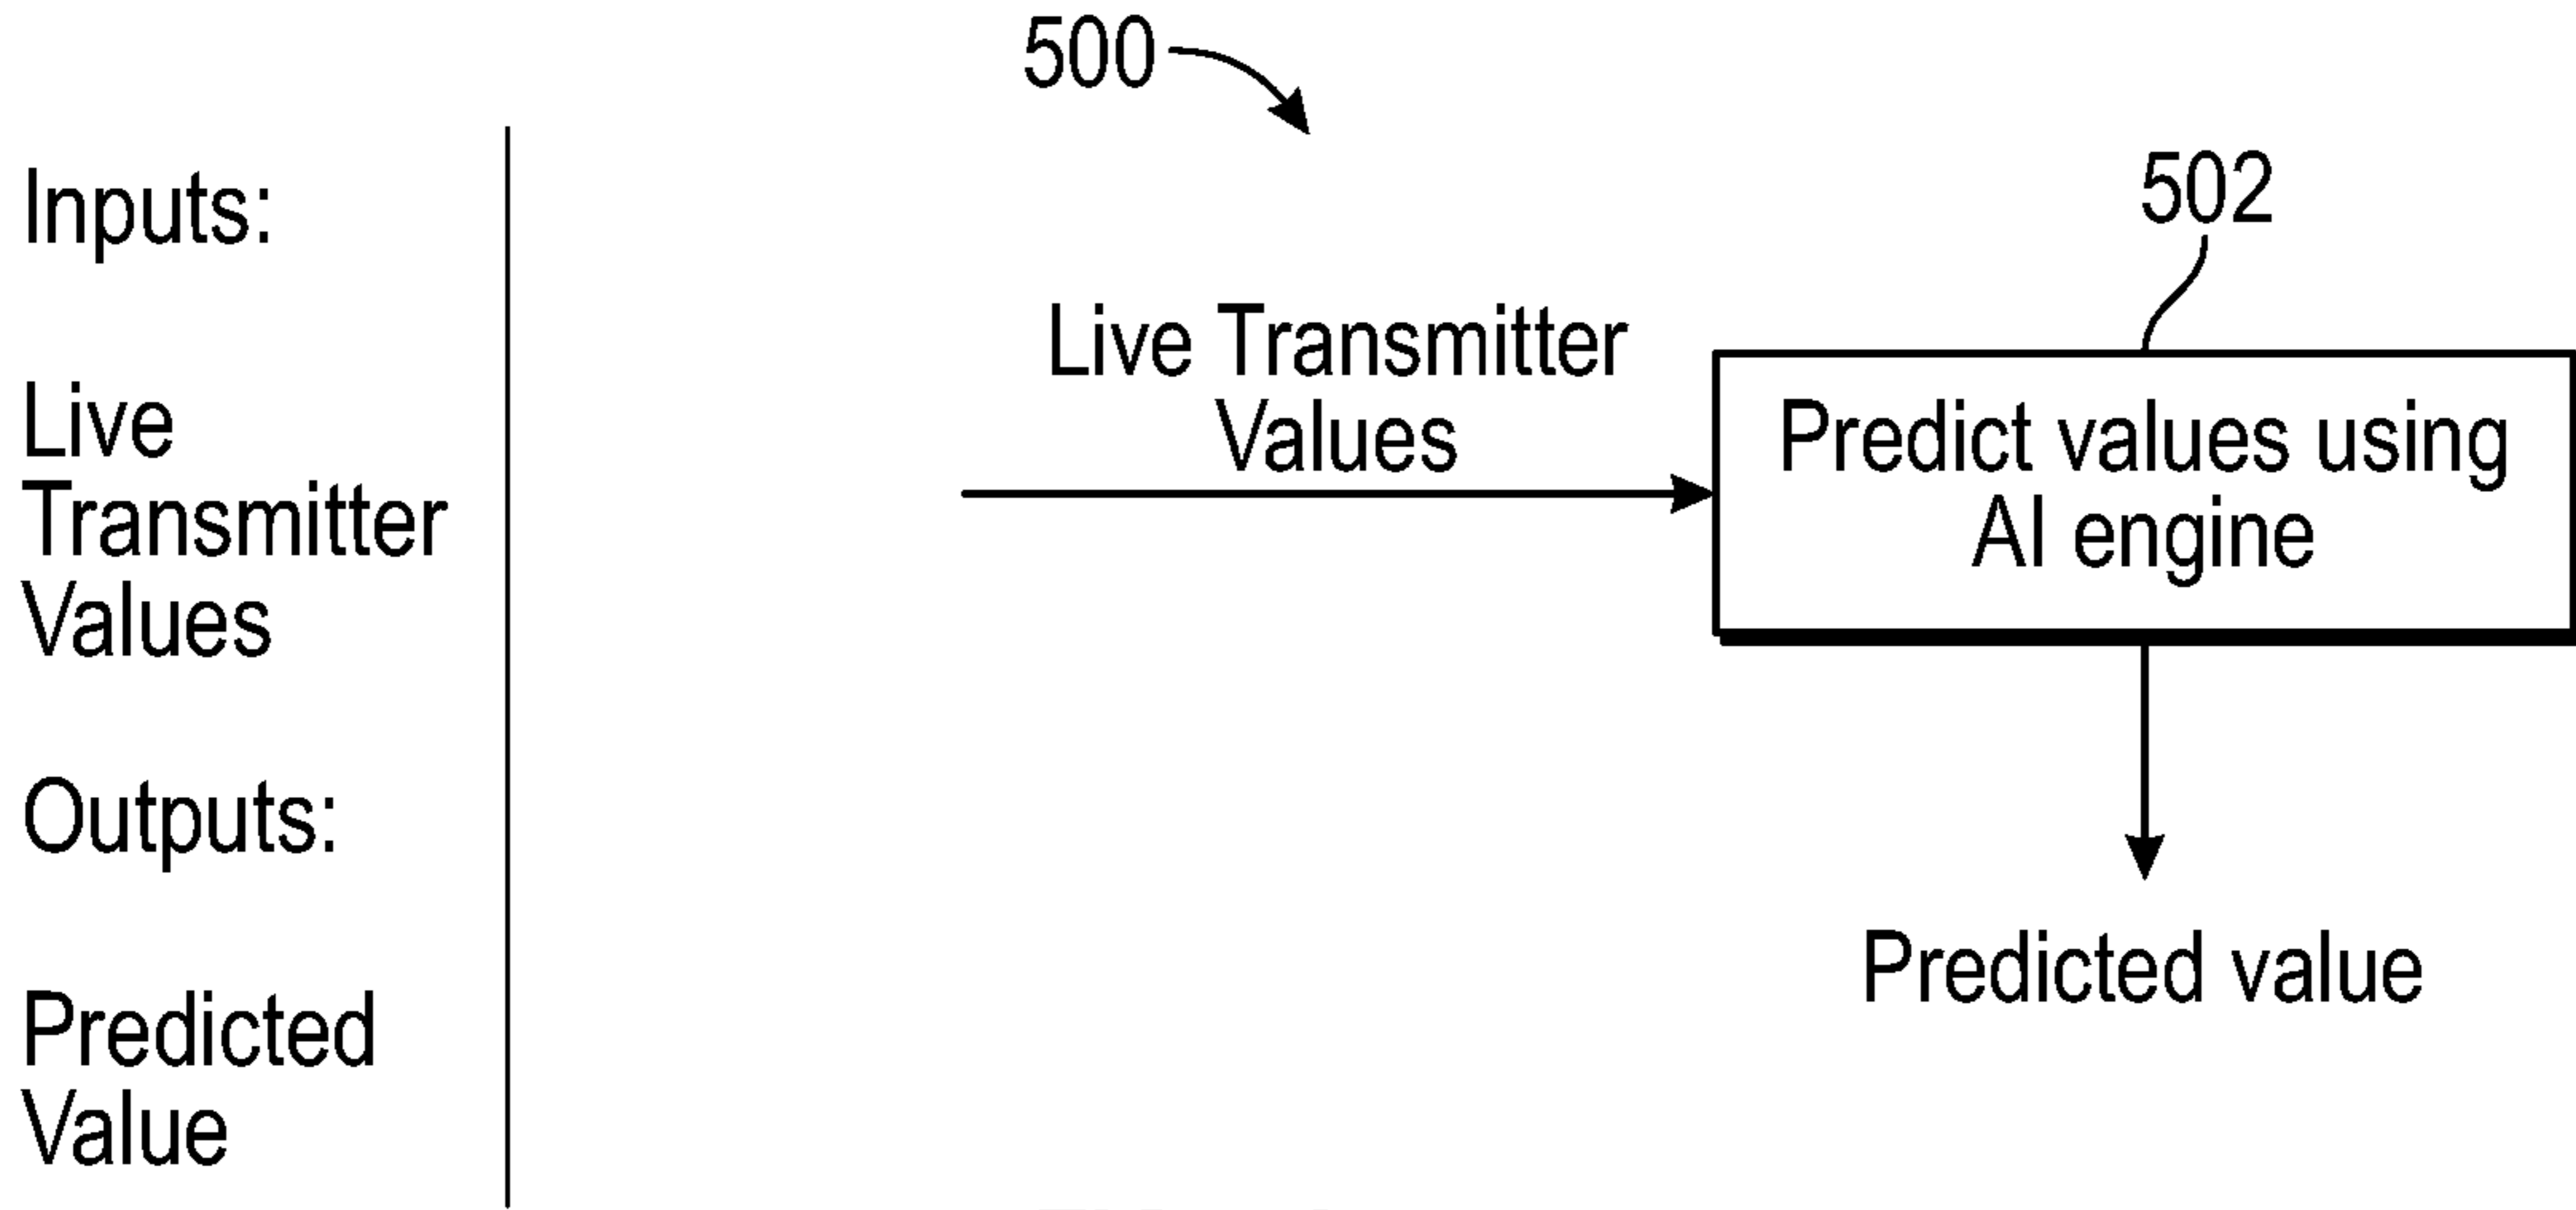 500
502
Inputs:
Live
Transmitter
Values
Outputs:
Predicted
Value
Live Transmitter
Values
Predict values using
AI engine
Predicted value